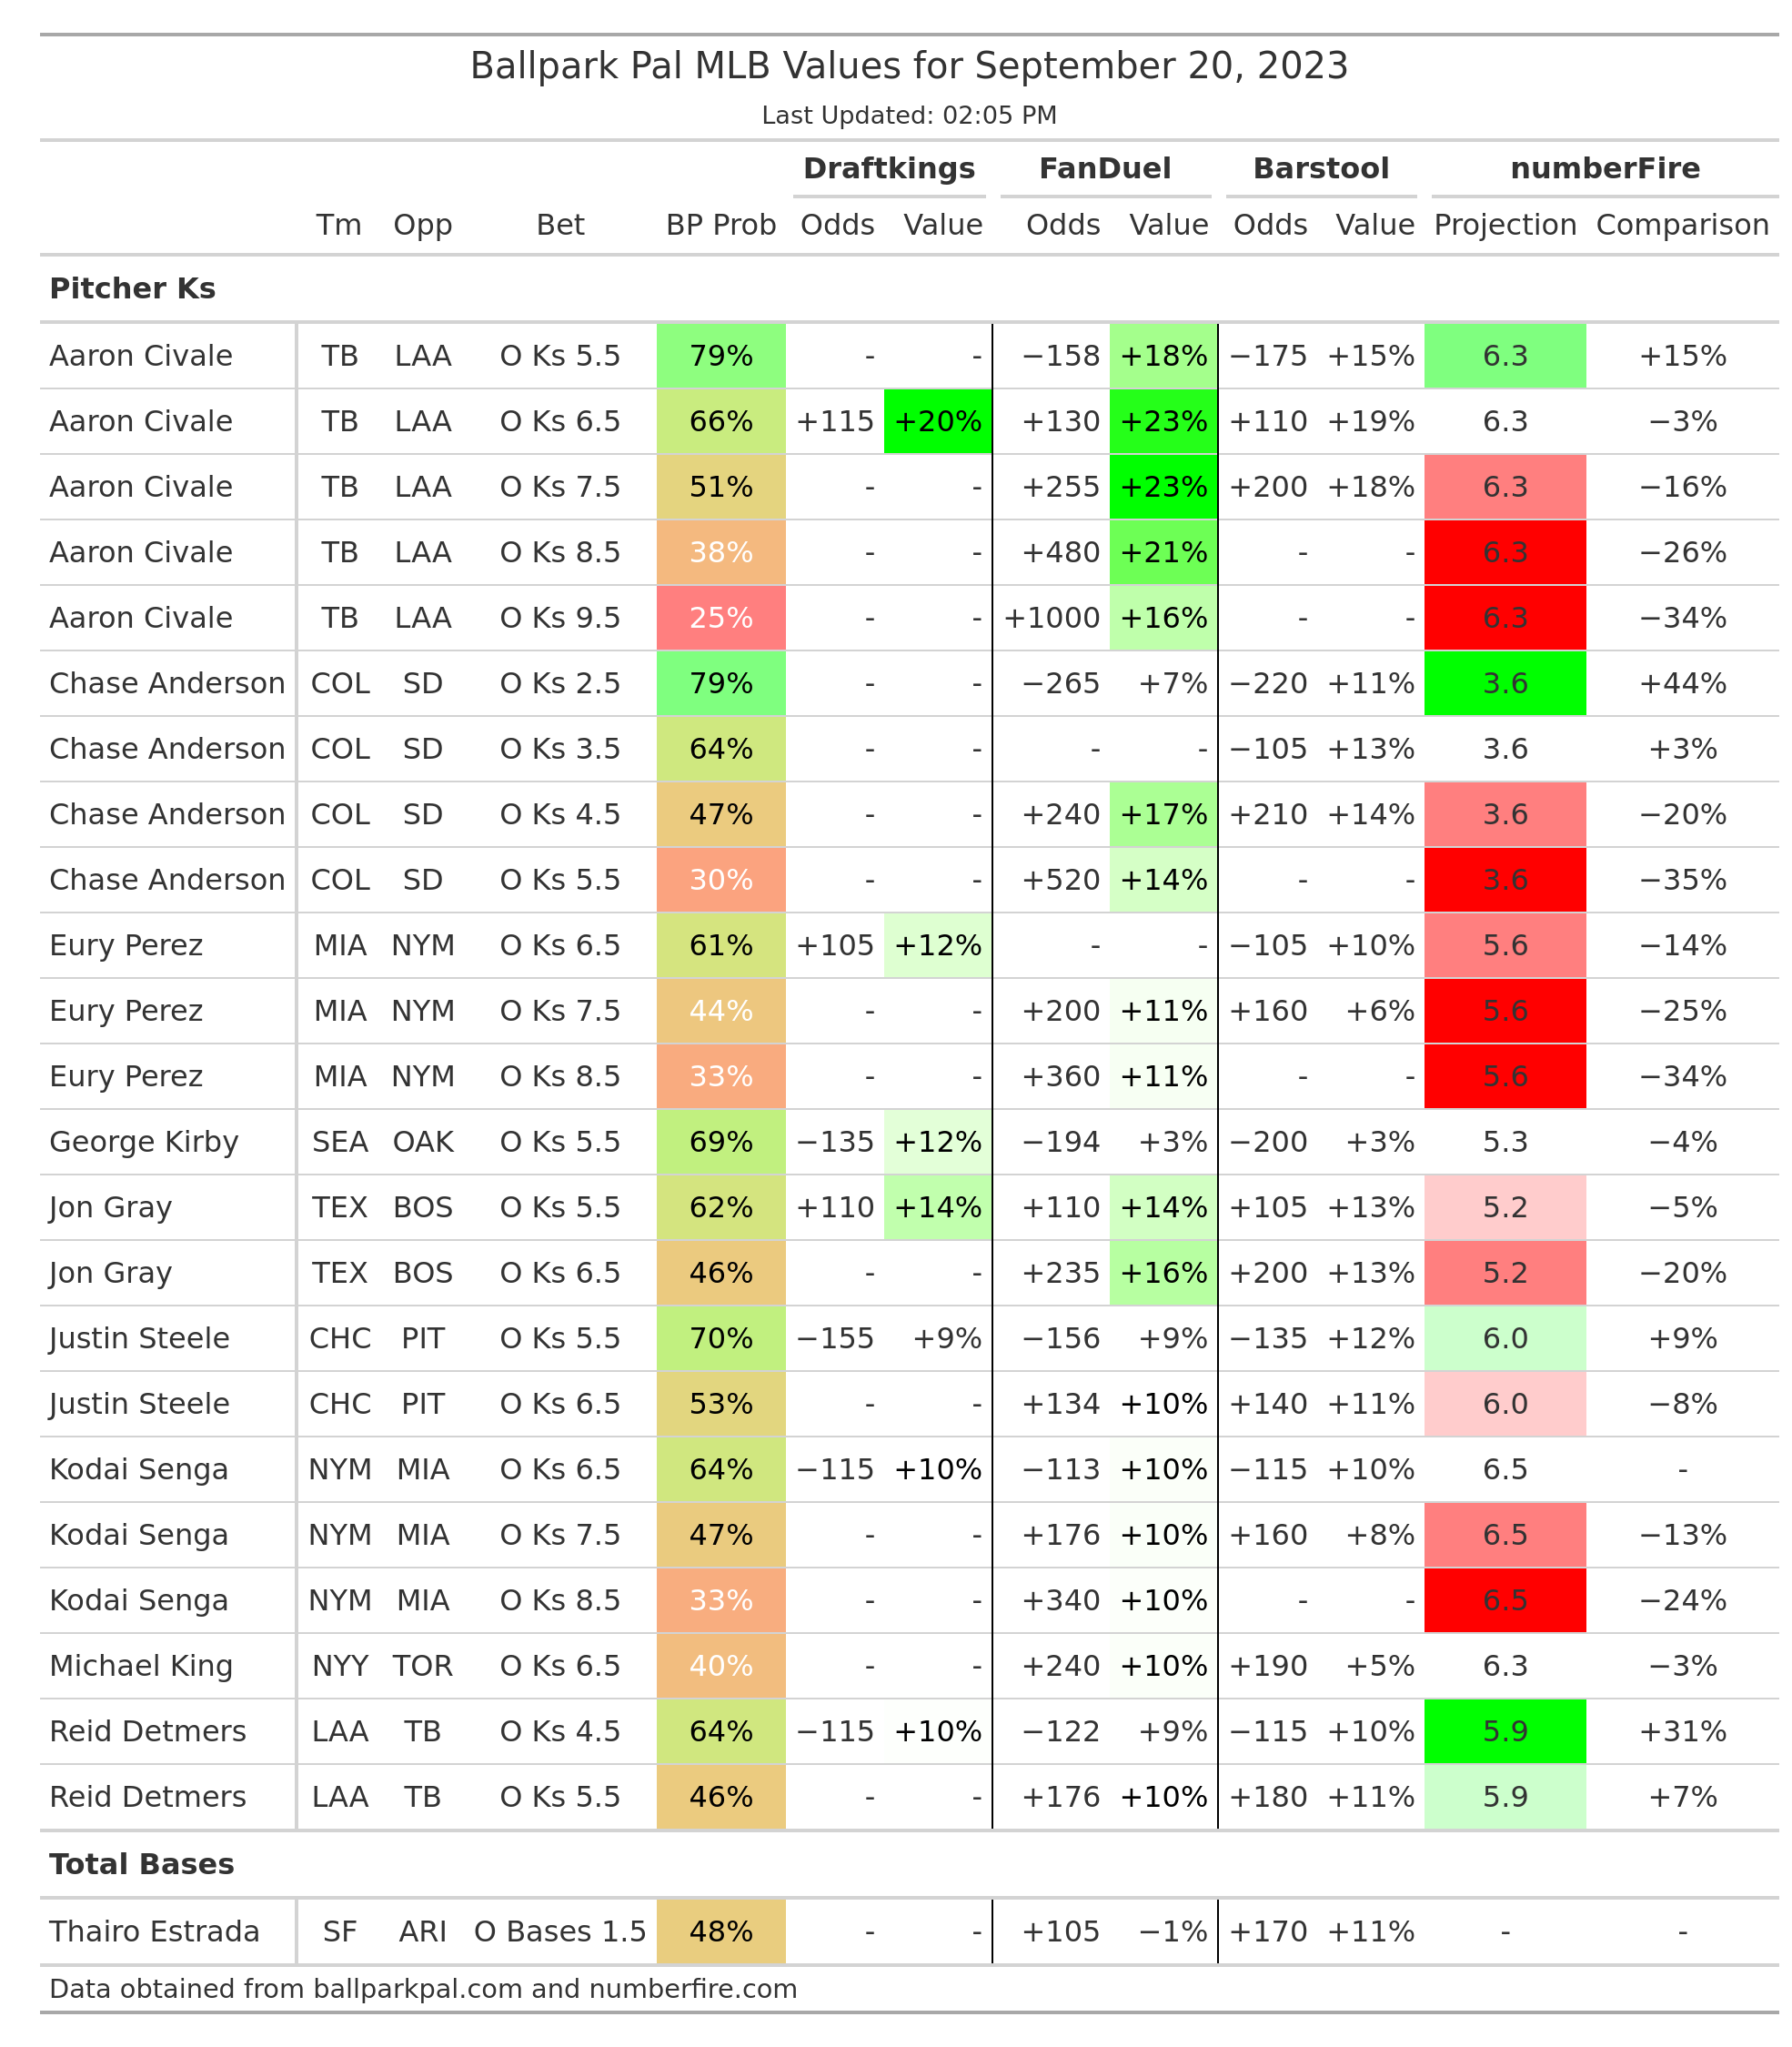 Ballpark Pal MLB Values for September 20, 2023
Last Updated: 02:05 PM
Draftkings FanDuel Barstool numberFire
Tm Opp Bet BP Prob Odds Value Odds Value Odds Value Projection Comparison
Pitcher Ks
Aaron Civale TB LAA O Ks 5.5 79% - - −158 +18% −175 +15% 6.3 +15%
Aaron Civale TB LAA O Ks 6.5 66% +115 +20% +130 +23% +110 +19% 6.3 −3%
Aaron Civale TB LAA O Ks 7.5 51% - - +255 +23% +200 +18% 6.3 −16%
Aaron Civale TB LAA O Ks 8.5 38% - - +480 +21% - - 6.3 −26%
Aaron Civale TB LAA O Ks 9.5 25% - - +1000 +16% - - 6.3 −34%
Chase Anderson COL SD O Ks 2.5 79% - - −265 +7% −220 +11% 3.6 +44%
Chase Anderson COL SD O Ks 3.5 64% - - - - −105 +13% 3.6 +3%
Chase Anderson COL SD O Ks 4.5 47% - - +240 +17% +210 +14% 3.6 −20%
Chase Anderson COL SD O Ks 5.5 30% - - +520 +14% - - 3.6 −35%
Eury Perez MIA NYM O Ks 6.5 61% +105 +12% - - −105 +10% 5.6 −14%
Eury Perez MIA NYM O Ks 7.5 44% - - +200 +11% +160 +6% 5.6 −25%
Eury Perez MIA NYM O Ks 8.5 33% - - +360 +11% - - 5.6 −34%
George Kirby SEA OAK O Ks 5.5 69% −135 +12% −194 +3% −200 +3% 5.3 −4%
Jon Gray TEX BOS O Ks 5.5 62% +110 +14% +110 +14% +105 +13% 5.2 −5%
Jon Gray TEX BOS O Ks 6.5 46% - - +235 +16% +200 +13% 5.2 −20%
Justin Steele CHC PIT O Ks 5.5 70% −155 +9% −156 +9% −135 +12% 6.0 +9%
Justin Steele CHC PIT O Ks 6.5 53% - - +134 +10% +140 +11% 6.0 −8%
Kodai Senga NYM MIA O Ks 6.5 64% −115 +10% −113 +10% −115 +10% 6.5 -
Kodai Senga NYM MIA O Ks 7.5 47% - - +176 +10% +160 +8% 6.5 −13%
Kodai Senga NYM MIA O Ks 8.5 33% - - +340 +10% - - 6.5 −24%
Michael King NYY TOR O Ks 6.5 40% - - +240 +10% +190 +5% 6.3 −3%
Reid Detmers LAA TB O Ks 4.5 64% −115 +10% −122 +9% −115 +10% 5.9 +31%
Reid Detmers LAA TB O Ks 5.5 46% - - +176 +10% +180 +11% 5.9 +7%
Total Bases
Thairo Estrada SF ARI O Bases 1.5 48% - - +105 −1% +170 +11% - -
Data obtained from ballparkpal.com and numberfire.com